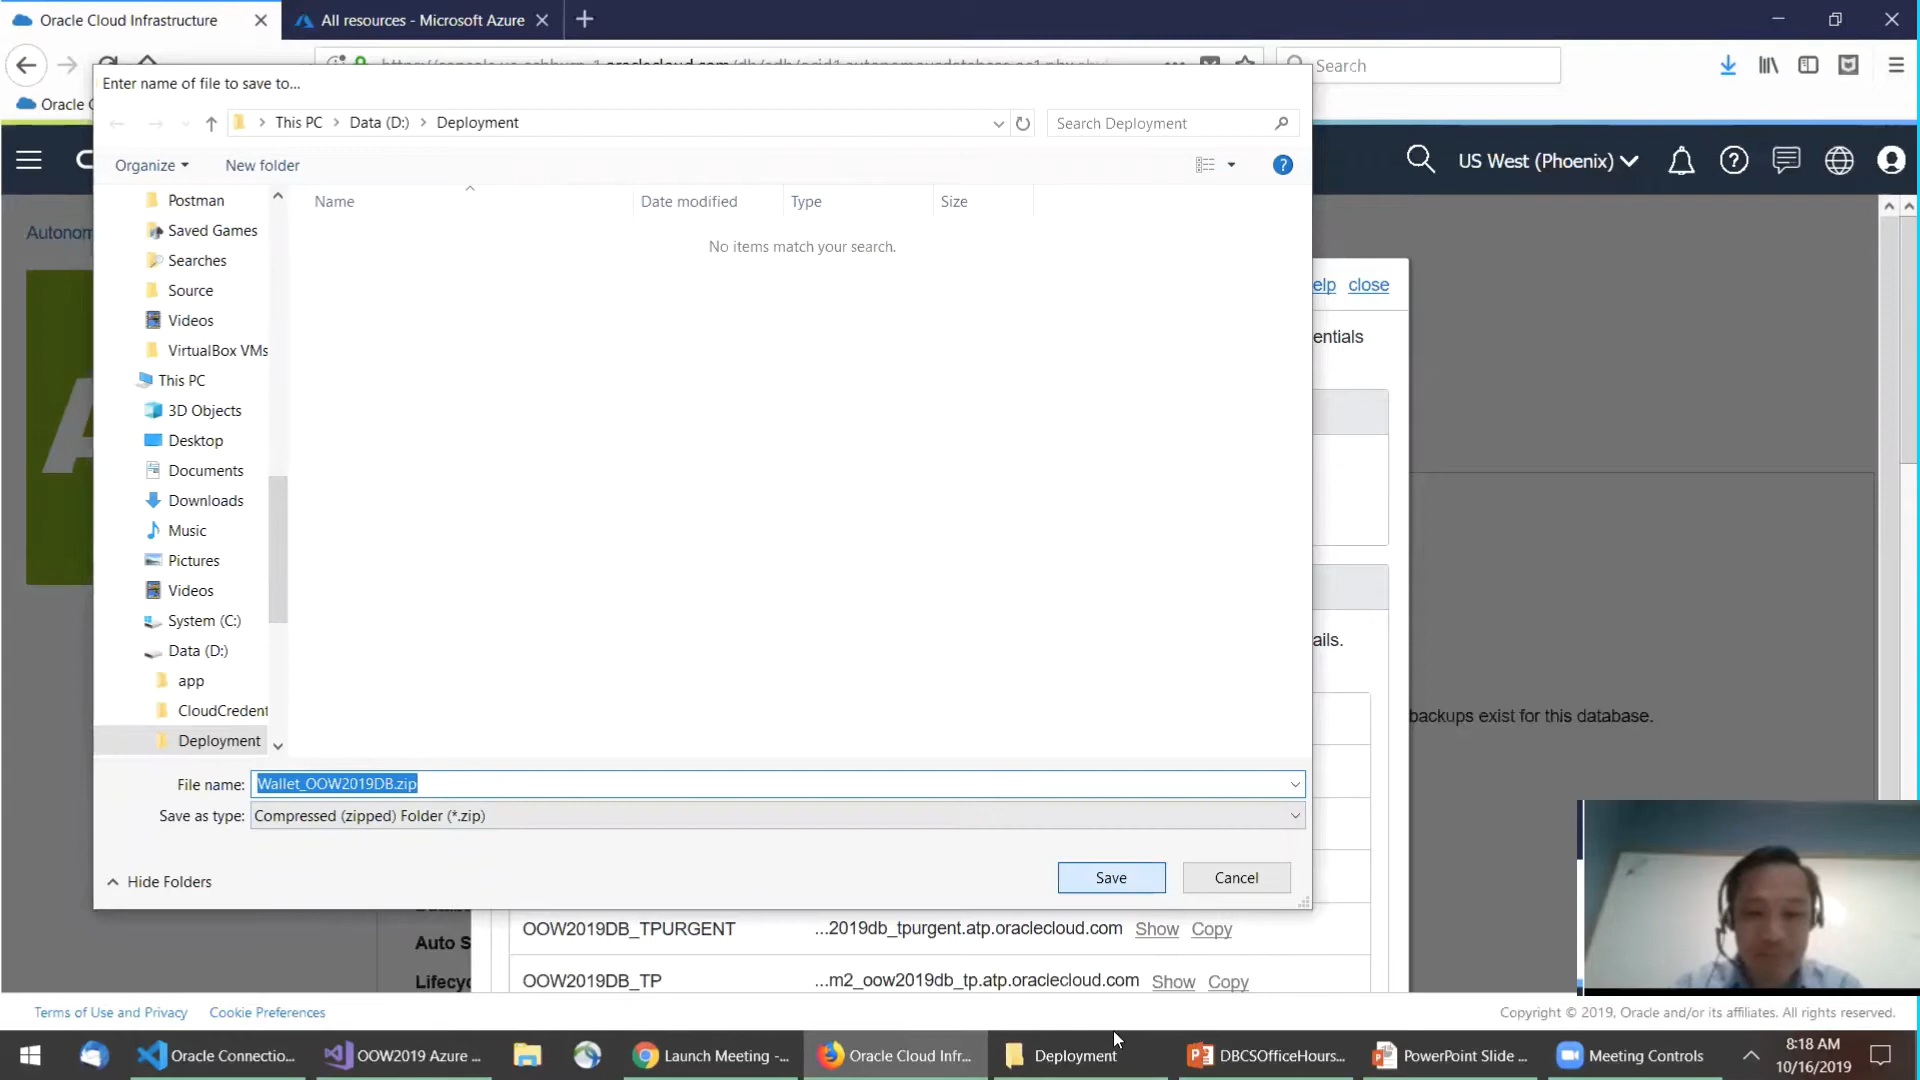 Oracle Cloud Infrastructure
All resources - Microsoft Azure
Search
Oracle
Enter name of file to save to...
This PC > Data (D:) > Deployment
Search Deployment
Organize
New folder
US West (Phoenix)
Postman
Saved Games
Searches
Source
Videos
VirtualBox VMs
This PC
3D Objects
Desktop
Documents
Downloads
Music
Pictures
Videos
System (C:)
Data (D:)
app
CloudCredent
Deployment
Name
Date modified
Type
Size
No items match your search.
Autonom
elp close
entials
ails.
backups exist for this database.
File name: Wallet_OOW2019DB.zip
Save as type: Compressed (zipped) Folder (*.zip)
Hide Folders
Save
Cancel
OOW2019DB_TPURGENT ...2019db_tpurgent.atp.oraclecloud.com Show Copy
Auto S
Lifecyc
OOW2019DB_TP ...m2_oow2019db_tp.atp.oraclecloud.com Show Copy
Terms of Use and Privacy Cookie Preferences
Copyright © 2019, Oracle and/or its affiliates. All rights reserved.
Oracle Connectio...
OOW2019 Azure ...
Launch Meeting -...
Oracle Cloud Infr...
Deployment
DBCSOfficeHours...
PowerPoint Slide ...
Meeting Controls
8:18 AM
10/16/2019